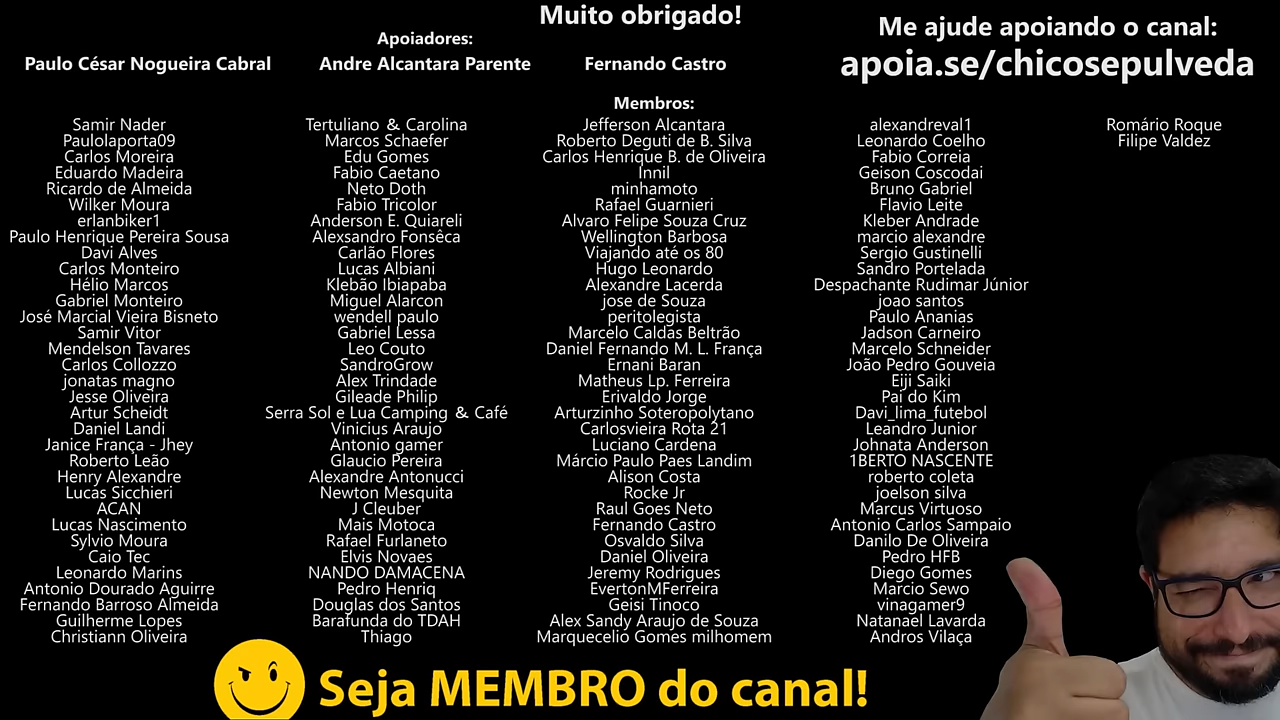 Muito obrigado!
Apoiadores:
Paulo César Nogueira Cabral
Andre Alcantara Parente
Fernando Castro
Me ajude apoiando o canal:
apoia.se/chicosepulveda
Membros:
Samir Nader
Paulolaporta09
Carlos Moreira
Eduardo Madeira
Ricardo de Almeida
Wilker Moura
erlanbiker1
Paulo Henrique Pereira Sousa
Davi Alves
Carlos Monteiro
Hélio Marcos
Gabriel Monteiro
José Marcial Vieira Bisneto
Samir Vitor
Mendelson Tavares
Carlos Collozzo
jonatas magno
Jesse Oliveira
Artur Scheidt
Daniel Landi
Janice França - Jhey
Roberto Leão
Henry Alexandre
Lucas Sicchieri
ACAN
Lucas Nascimento
Sylvio Moura
Caio Tec
Leonardo Marins
Antonio Dourado Aguirre
Fernando Barroso Almeida
Guilherme Lopes
Christiann Oliveira
Tertuliano & Carolina
Marcos Schaefer
Edu Gomes
Fabio Caetano
Neto Doth
Fabio Tricolor
Anderson E. Quiareli
Alexsandro Fonsêca
Carlão Flores
Lucas Albiani
Klebão Ibiapaba
Miguel Alarcon
wendell paulo
Gabriel Lessa
Leo Couto
SandroGrow
Alex Trindade
Gileade Philip
Serra Sol e Lua Camping & Café
Vinicius Araujo
Antonio gamer
Glaucio Pereira
Alexandre Antonucci
Newton Mesquita
J Cleuber
Mais Motoca
Rafael Furlaneto
Elvis Novaes
NANDO DAMACENA
Pedro Henriq
Douglas dos Santos
Barafunda do TDAH
Thiago
Jefferson Alcantara
Roberto Deguti de B. Silva
Carlos Henrique B. de Oliveira
Innil
minhamoto
Rafael Guarnieri
Alvaro Felipe Souza Cruz
Wellington Barbosa
Viajando até os 80
Hugo Leonardo
Alexandre Lacerda
jose de Souza
peritolegista
Marcelo Caldas Beltrão
Daniel Fernando M. L. França
Ernani Baran
Matheus Lp. Ferreira
Erivaldo Jorge
Arturzinho Soteropolytano
Carlosvieira Rota 21
Luciano Cardena
Márcio Paulo Paes Landim
Alison Costa
Rocke Jr
Raul Goes Neto
Fernando Castro
Osvaldo Silva
Daniel Oliveira
Jeremy Rodrigues
EvertonMFerreira
Geisi Tinoco
Alex Sandy Araujo de Souza
Marquecelio Gomes milhomem
alexandreval1
Leonardo Coelho
Fabio Correia
Geison Coscodai
Bruno Gabriel
Flavio Leite
Kleber Andrade
marcio alexandre
Sergio Gustinelli
Sandro Portelada
Despachante Rudimar Júnior
joao santos
Paulo Ananias
Jadson Carneiro
Marcelo Schneider
João Pedro Gouveia
Eiji Saiki
Pai do Kim
Davi_lima_futebol
Leandro Junior
Johnata Anderson
1BERTO NASCENTE
roberto coleta
joelson silva
Marcus Virtuoso
Antonio Carlos Sampaio
Danilo De Oliveira
Pedro HFB
Diego Gomes
Marcio Sewo
vinagamer9
Natanael Lavarda
Andros Vilaça
Romário Roque
Filipe Valdez
Seja MEMBRO do canal!